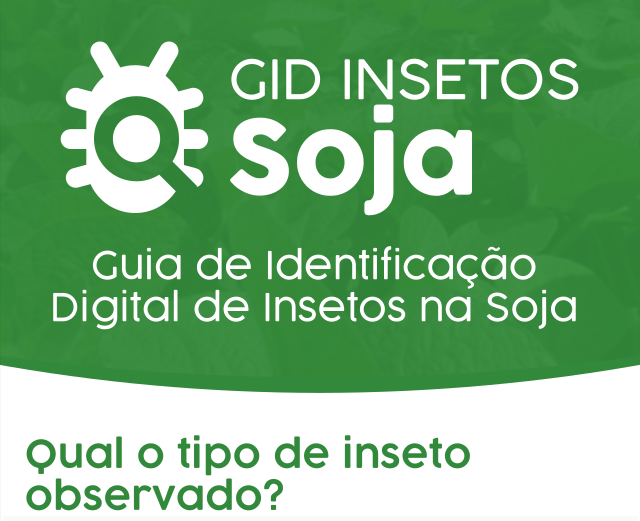 GID INSETOS
Soja
Guia de Identificação
Digital de Insetos na Soja
Qual o tipo de inseto
observado?